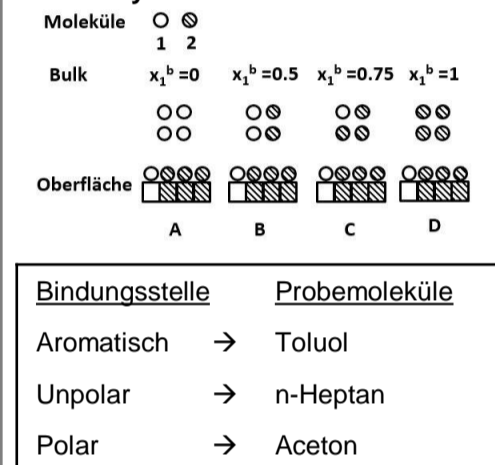 Moleküle
1 2
Bulk x₁ᵇ =0 x₁ᵇ =0.5 x₁ᵇ =0.75 x₁ᵇ =1
Oberfläche
A B C D
Bindungsstelle Probemoleküle
Aromatisch → Toluol
Unpolar → n-Heptan
Polar → Aceton